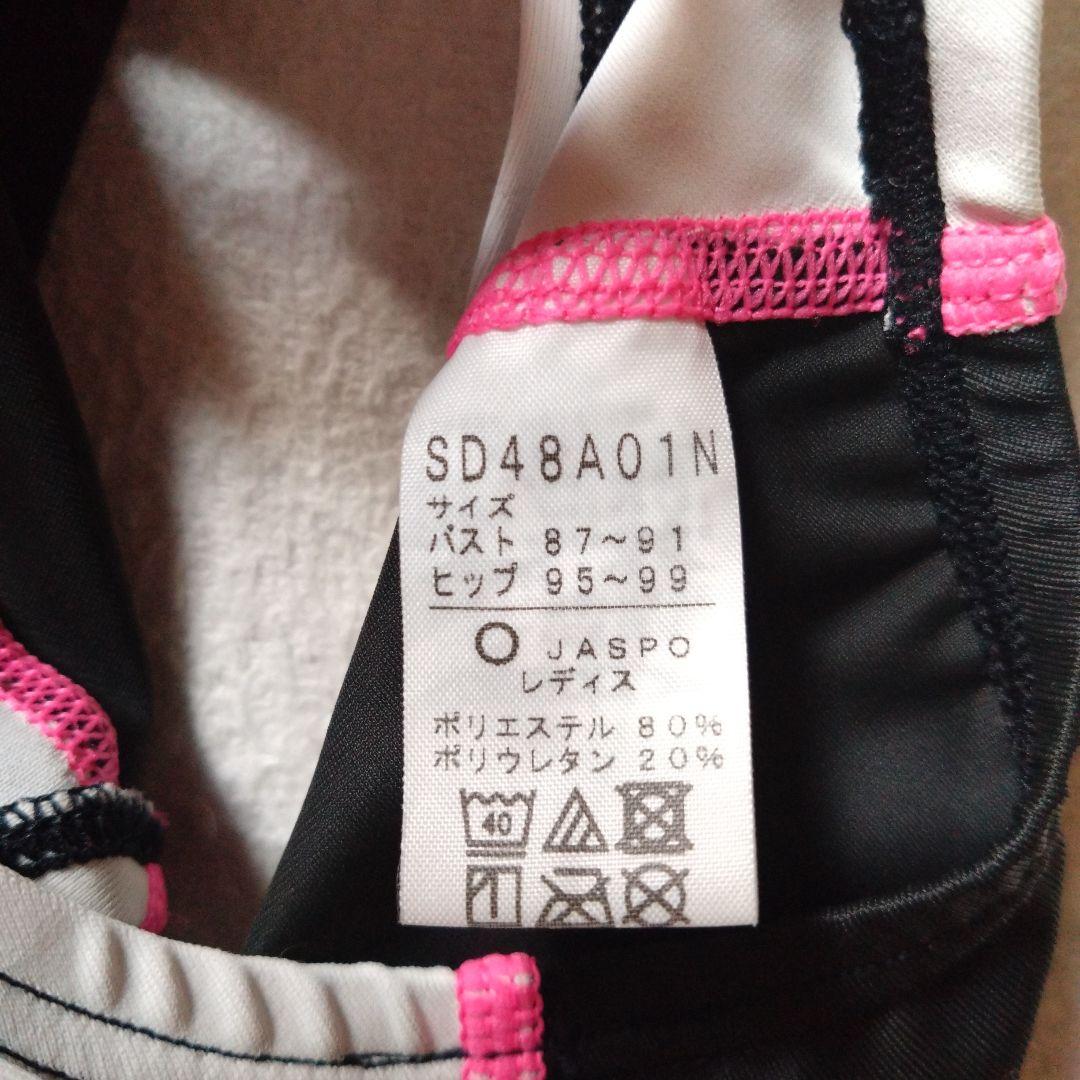 SD48A01N
サイズ
バスト 87～91
ヒップ 95～99
O JASPO
レディス
ポリエステル 80%
ポリウレタン 20%
40